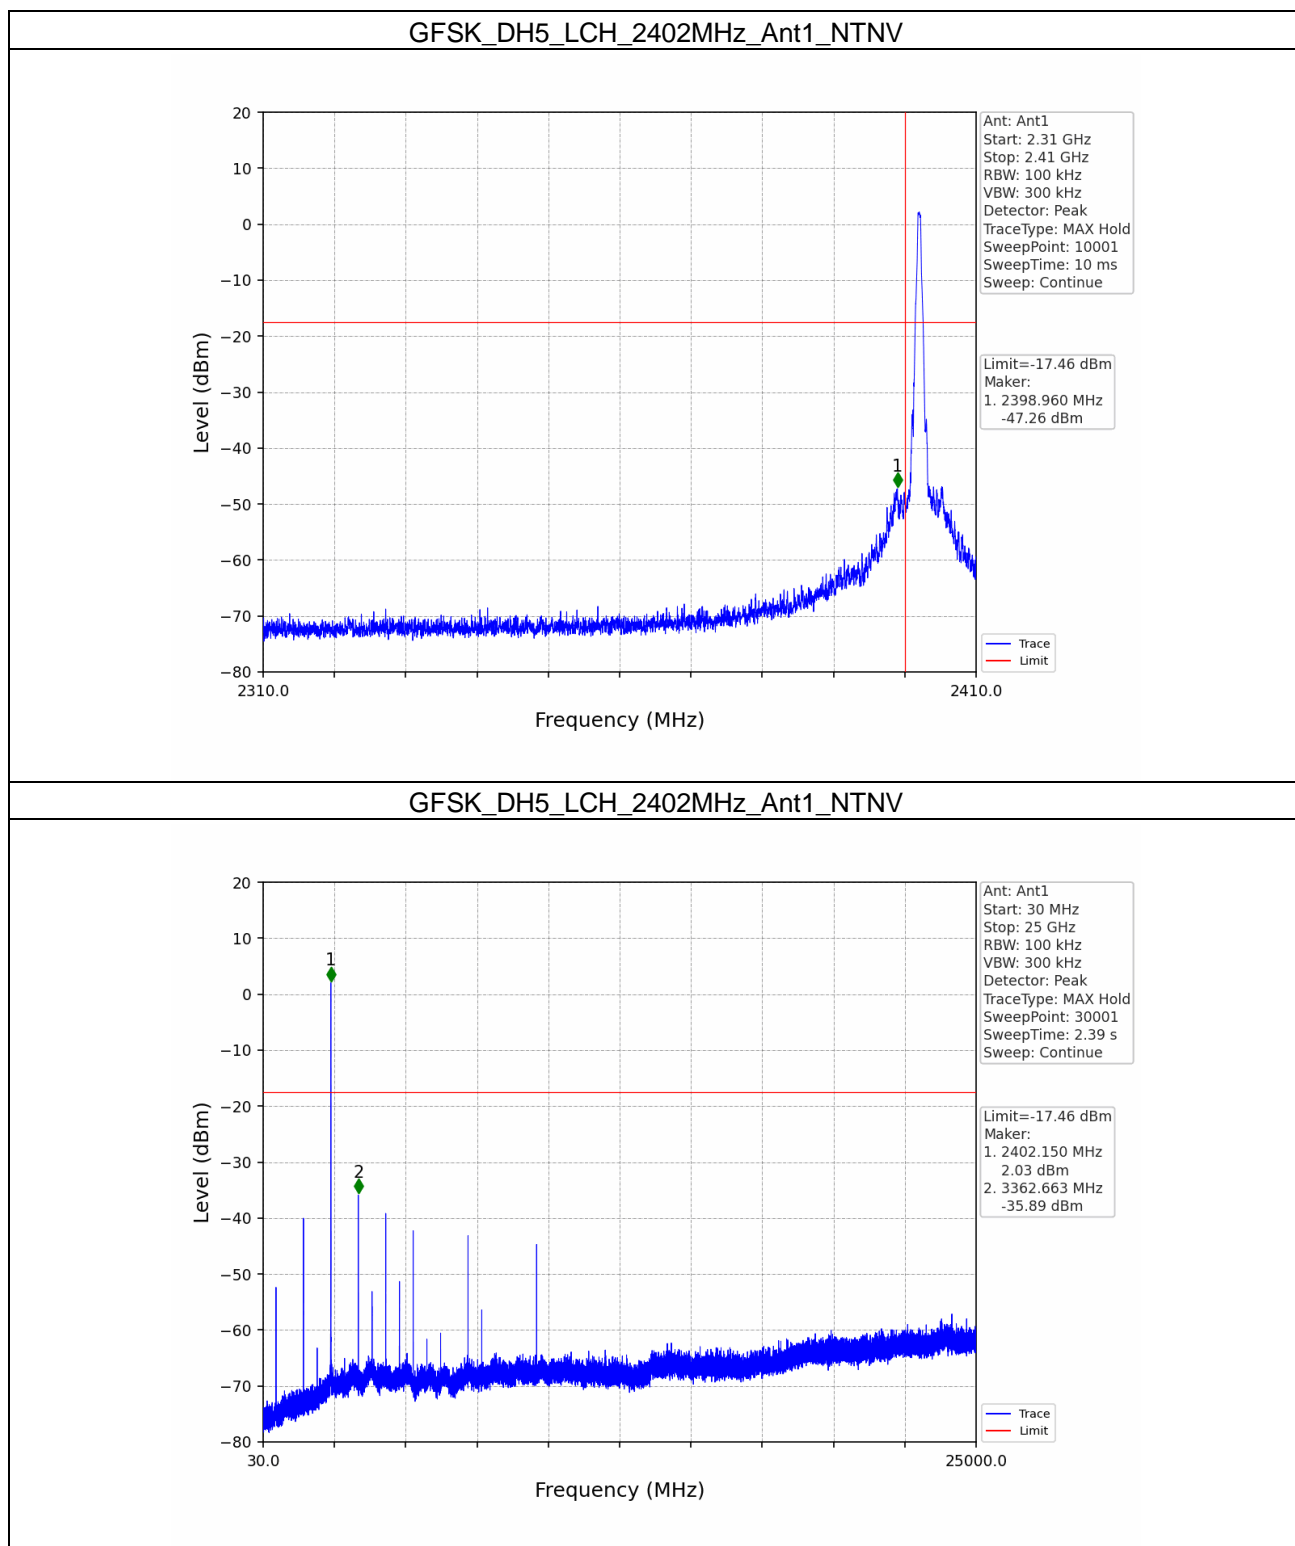 GFSK_DH5_LCH_2402MHz_Ant1_NTNV
20
10
0
−10
−20
−30
−40
−50
−60
−70
−80
Level (dBm)
1
2310.0
2410.0
Frequency (MHz)
Ant: Ant1
Start: 2.31 GHz
Stop: 2.41 GHz
RBW: 100 kHz
VBW: 300 kHz
Detector: Peak
TraceType: MAX Hold
SweepPoint: 10001
SweepTime: 10 ms
Sweep: Continue
Limit=-17.46 dBm
Maker:
1. 2398.960 MHz
-47.26 dBm
Trace
Limit
GFSK_DH5_LCH_2402MHz_Ant1_NTNV
20
10
0
−10
−20
−30
−40
−50
−60
−70
−80
Level (dBm)
1
2
30.0
25000.0
Frequency (MHz)
Ant: Ant1
Start: 30 MHz
Stop: 25 GHz
RBW: 100 kHz
VBW: 300 kHz
Detector: Peak
TraceType: MAX Hold
SweepPoint: 30001
SweepTime: 2.39 s
Sweep: Continue
Limit=-17.46 dBm
Maker:
1. 2402.150 MHz
2.03 dBm
2. 3362.663 MHz
-35.89 dBm
Trace
Limit